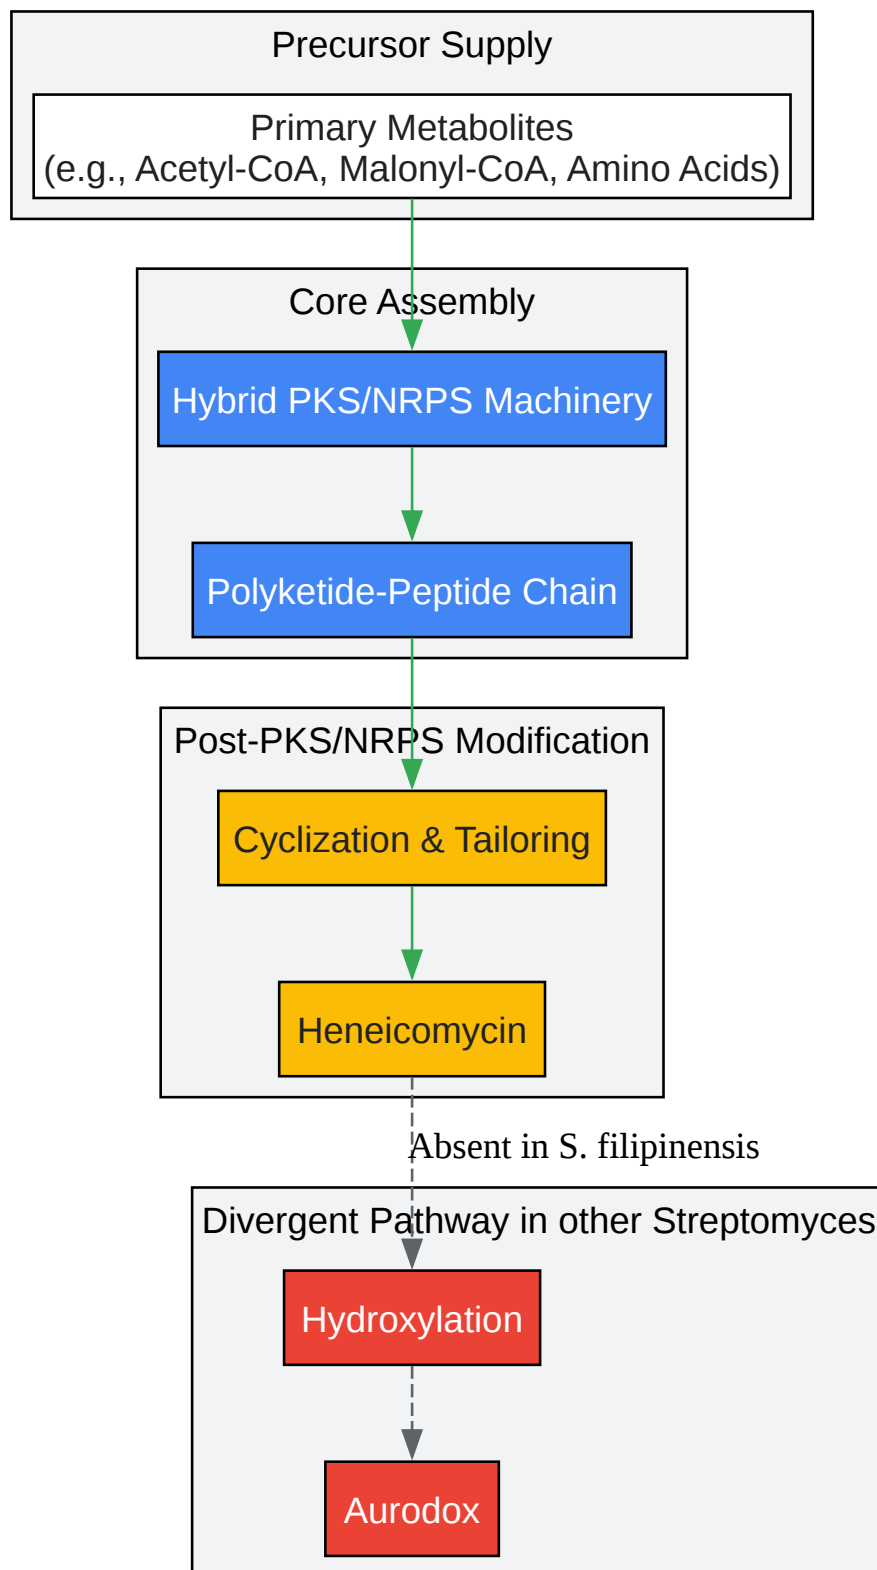 Precursor Supply
Primary Metabolites
(e.g., Acetyl-CoA, Malonyl-CoA, Amino Acids)
Core Assembly
Hybrid PKS/NRPS Machinery
Polyketide-Peptide Chain
Post-PKS/NRPS Modification
Cyclization & Tailoring
Heneicomycin
Absent in S. filipinensis
Divergent Pathway in other Streptomyces
Hydroxylation
Aurodox